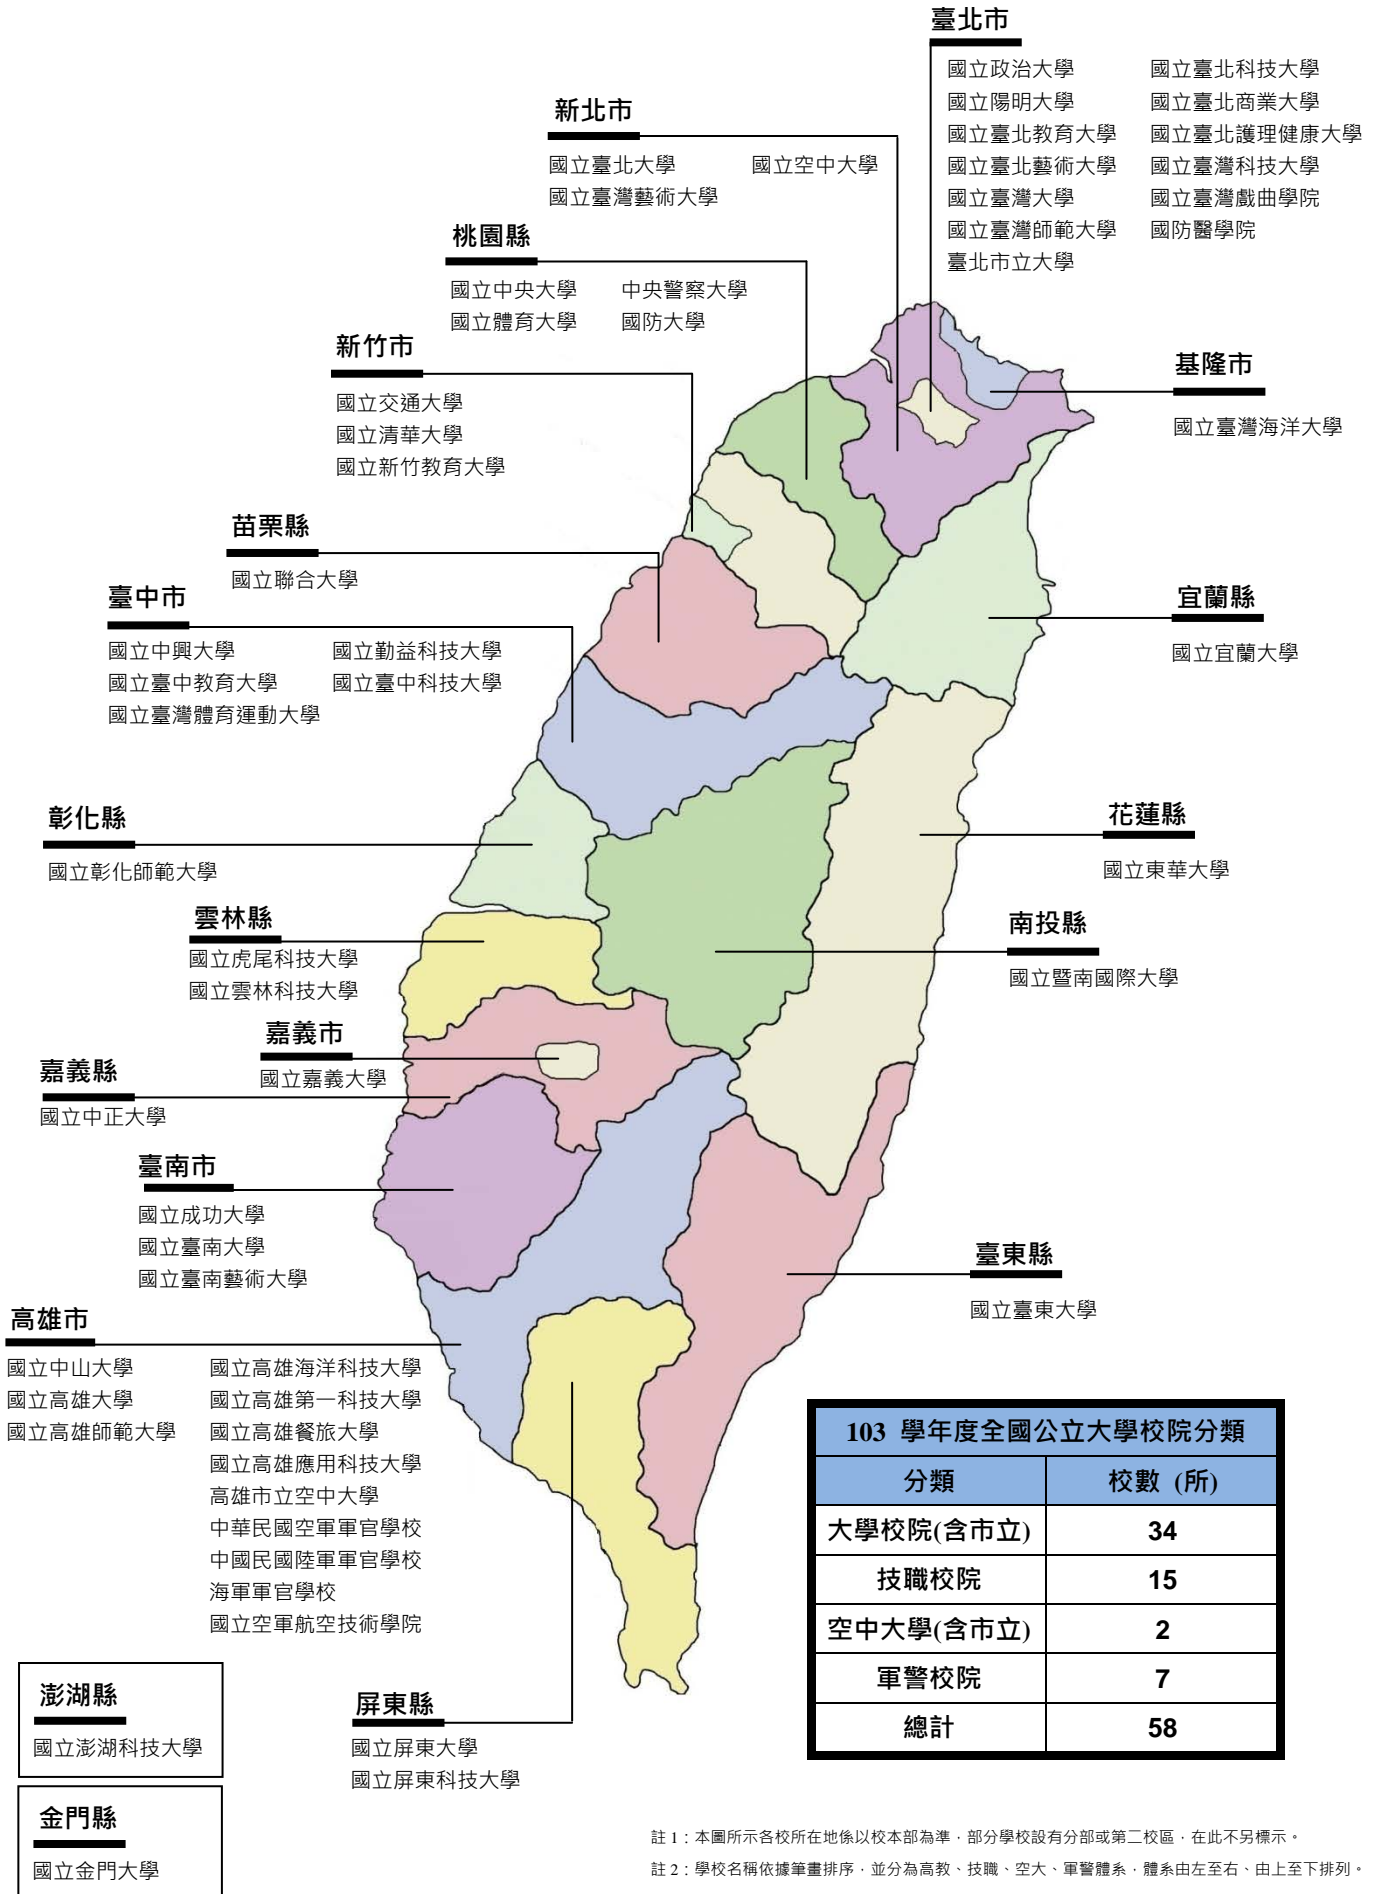 臺北市
國立政治大學 國立臺北科技大學
國立陽明大學 國立臺北商業大學
國立臺北教育大學 國立臺北護理健康大學
國立臺北藝術大學 國立臺灣科技大學
國立臺灣大學 國立臺灣戲曲學院
國立臺灣師範大學 國防醫學院
臺北市立大學
新北市
國立臺北大學 國立空中大學
國立臺灣藝術大學
桃園縣
國立中央大學 中央警察大學
國立體育大學 國防大學
新竹市
國立交通大學
國立清華大學
國立新竹教育大學
基隆市
國立臺灣海洋大學
苗栗縣
國立聯合大學
臺中市
國立中興大學 國立勤益科技大學
國立臺中教育大學 國立臺中科技大學
國立臺灣體育運動大學
宜蘭縣
國立宜蘭大學
彰化縣
國立彰化師範大學
花蓮縣
國立東華大學
雲林縣
國立虎尾科技大學
國立雲林科技大學
南投縣
國立暨南國際大學
嘉義市
國立嘉義大學
嘉義縣
國立中正大學
臺南市
國立成功大學
國立臺南大學
國立臺南藝術大學
臺東縣
國立臺東大學
高雄市
國立中山大學 國立高雄海洋科技大學
國立高雄大學 國立高雄第一科技大學
國立高雄師範大學 國立高雄餐旅大學
國立高雄應用科技大學
高雄市立空中大學
中華民國空軍軍官學校
中國民國陸軍軍官學校
海軍軍官學校
國立空軍航空技術學院
103 學年度全國公立大學校院分類
分類 校數 (所)
大學校院(含市立) 34
技職校院 15
空中大學(含市立) 2
軍警校院 7
總計 58
澎湖縣
國立澎湖科技大學
屏東縣
國立屏東大學
國立屏東科技大學
金門縣
國立金門大學
註 1：本圖所示各校所在地係以校本部為準，部分學校設有分部或第二校區，在此不另標示。
註 2：學校名稱依據筆畫排序，並分為高教、技職、空大、軍警體系，體系由左至右、由上至下排列。